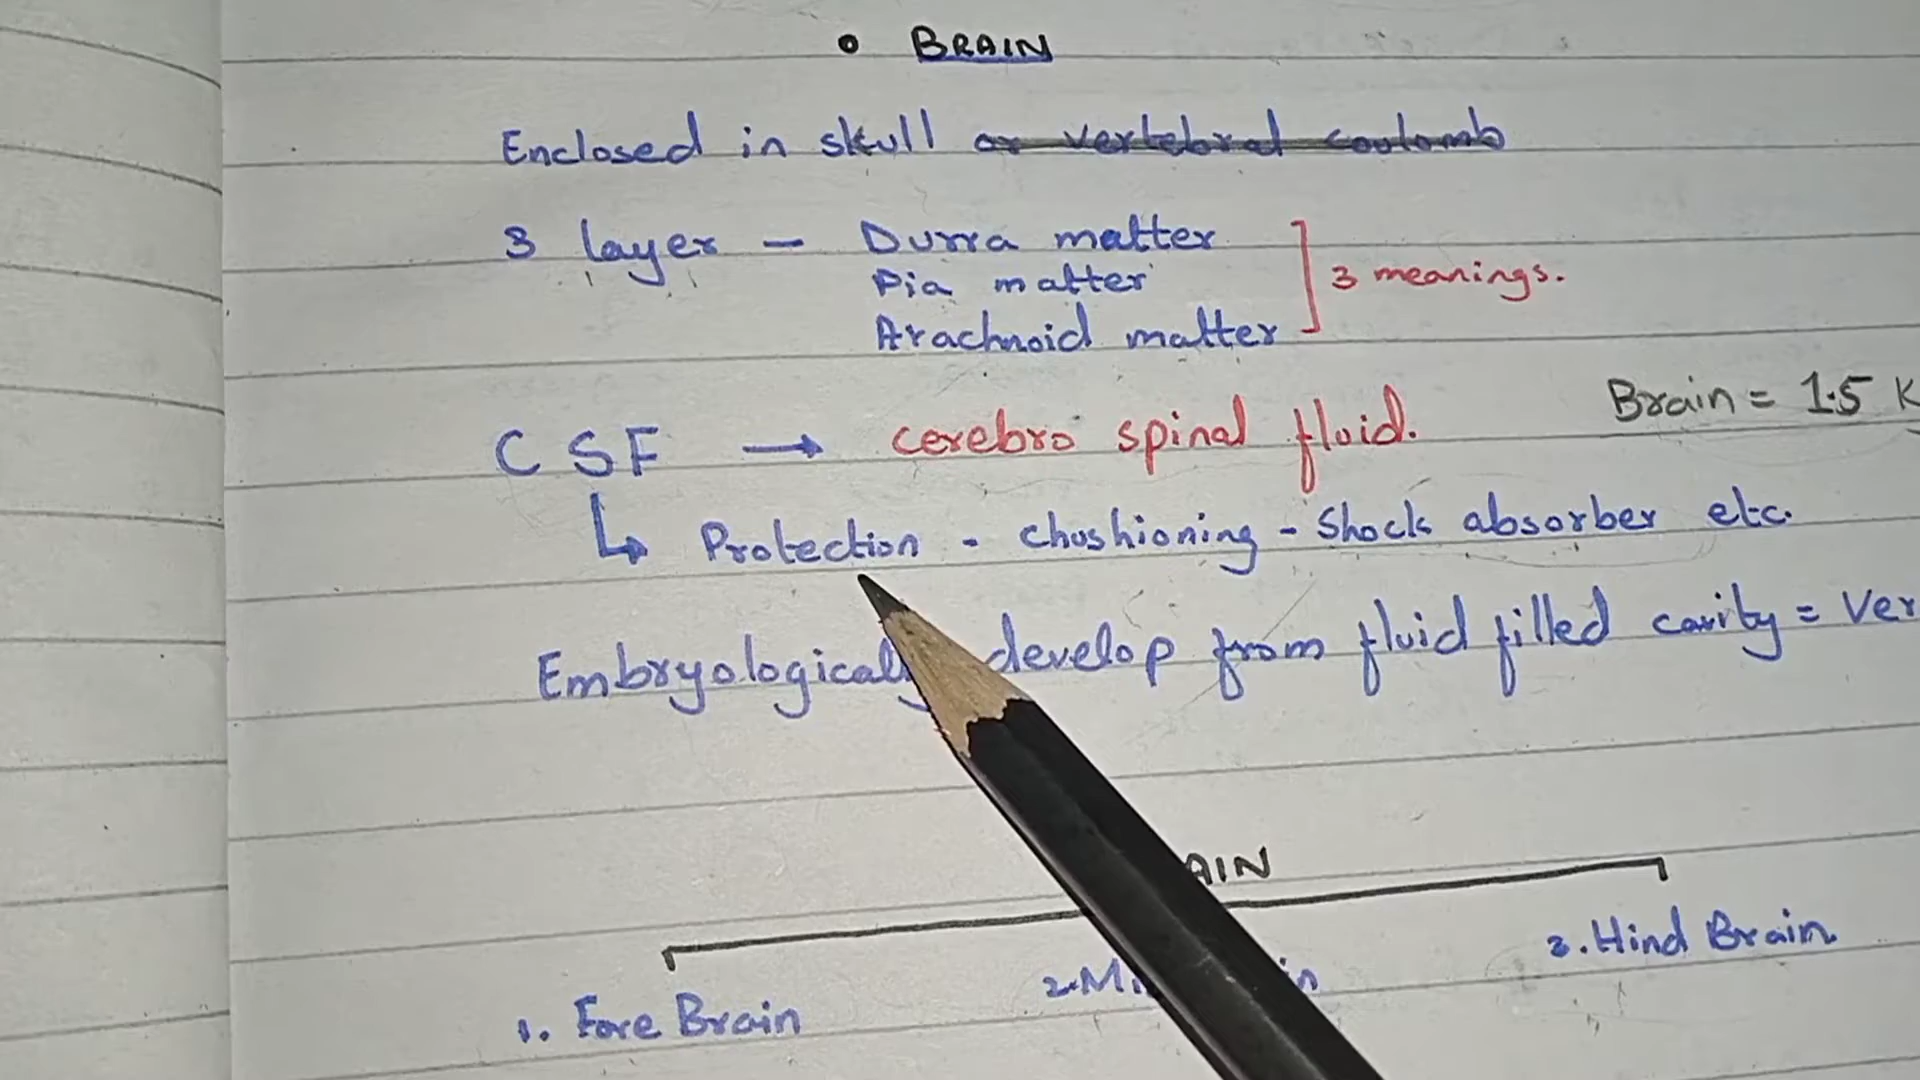 • BRAIN
Enclosed in skull or vertebral coulomb
3 layer - Durra matter
Pia matter
Arachnoid matter
3 meanings.
Brain = 1.5 K
C S F → cerebro spinal fluid.
↳ Protection - chushioning - Shock absorber etc.
Embryologically develop from fluid filled cavity = Ver
AIN
1. Fore Brain
3. Hind Brain